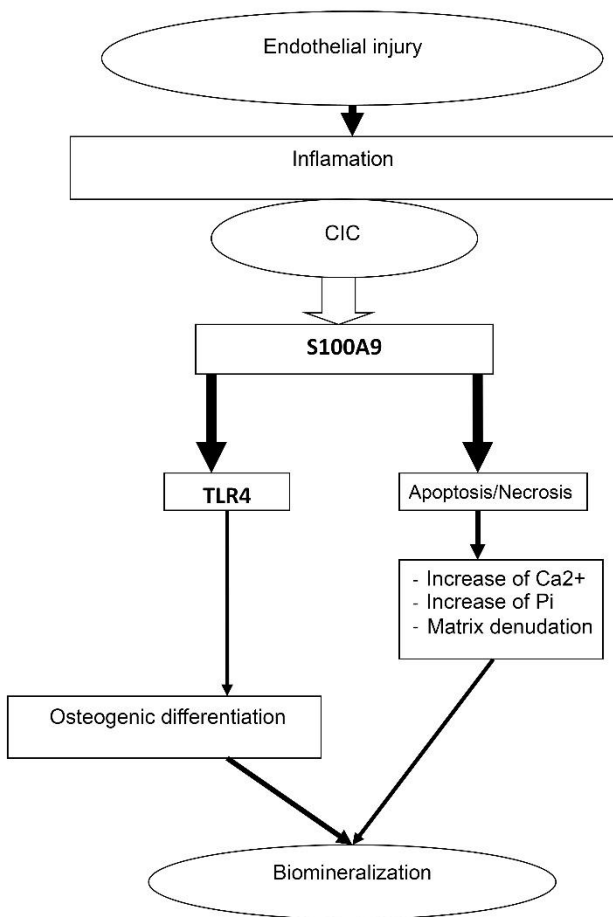 Endothelial injury
Inflamation
CIC
S100A9
TLR4
Apoptosis/Necrosis
- Increase of Ca2+
- Increase of Pi
- Matrix denudation
Osteogenic differentiation
Biomineralization